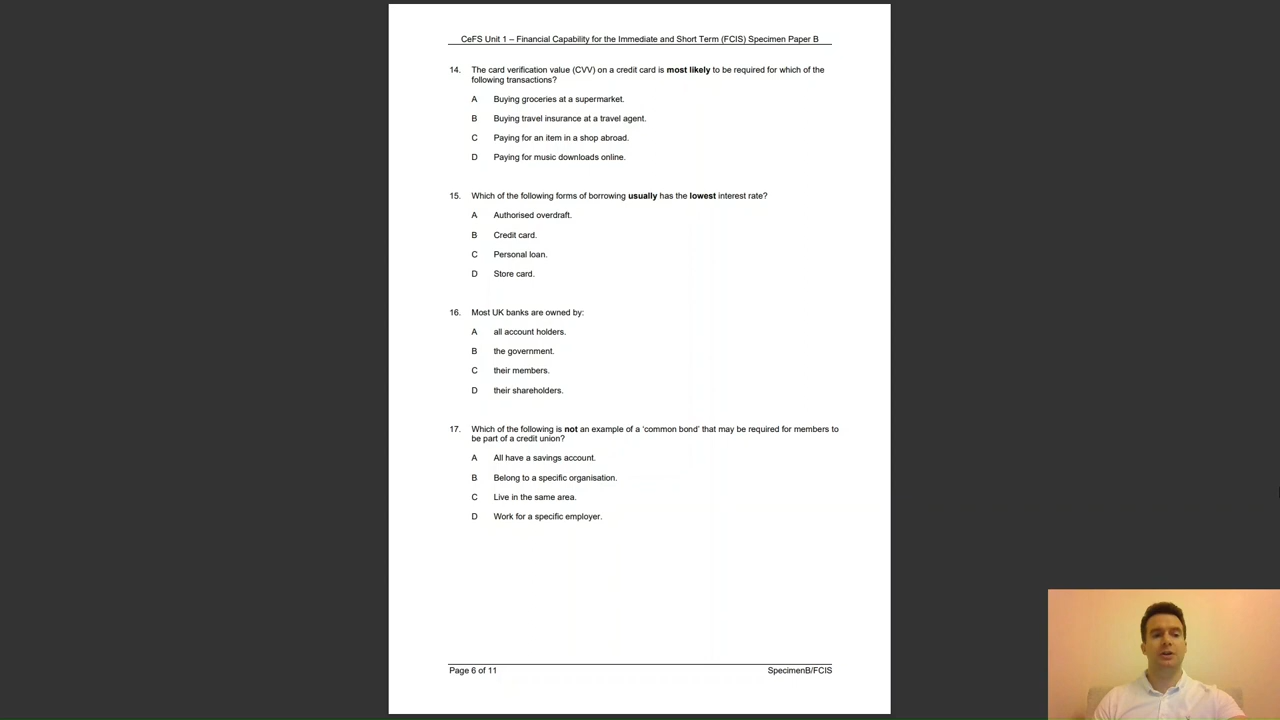 CeFS Unit 1 – Financial Capability for the Immediate and Short Term (FCIS) Specimen Paper B
14. The card verification value (CVV) on a credit card is most likely to be required for which of the
following transactions?
A Buying groceries at a supermarket.
B Buying travel insurance at a travel agent.
C Paying for an item in a shop abroad.
D Paying for music downloads online.
15. Which of the following forms of borrowing usually has the lowest interest rate?
A Authorised overdraft.
B Credit card.
C Personal loan.
D Store card.
16. Most UK banks are owned by:
A all account holders.
B the government.
C their members.
D their shareholders.
17. Which of the following is not an example of a ‘common bond’ that may be required for members to
be part of a credit union?
A All have a savings account.
B Belong to a specific organisation.
C Live in the same area.
D Work for a specific employer.
Page 6 of 11 SpecimenB/FCIS